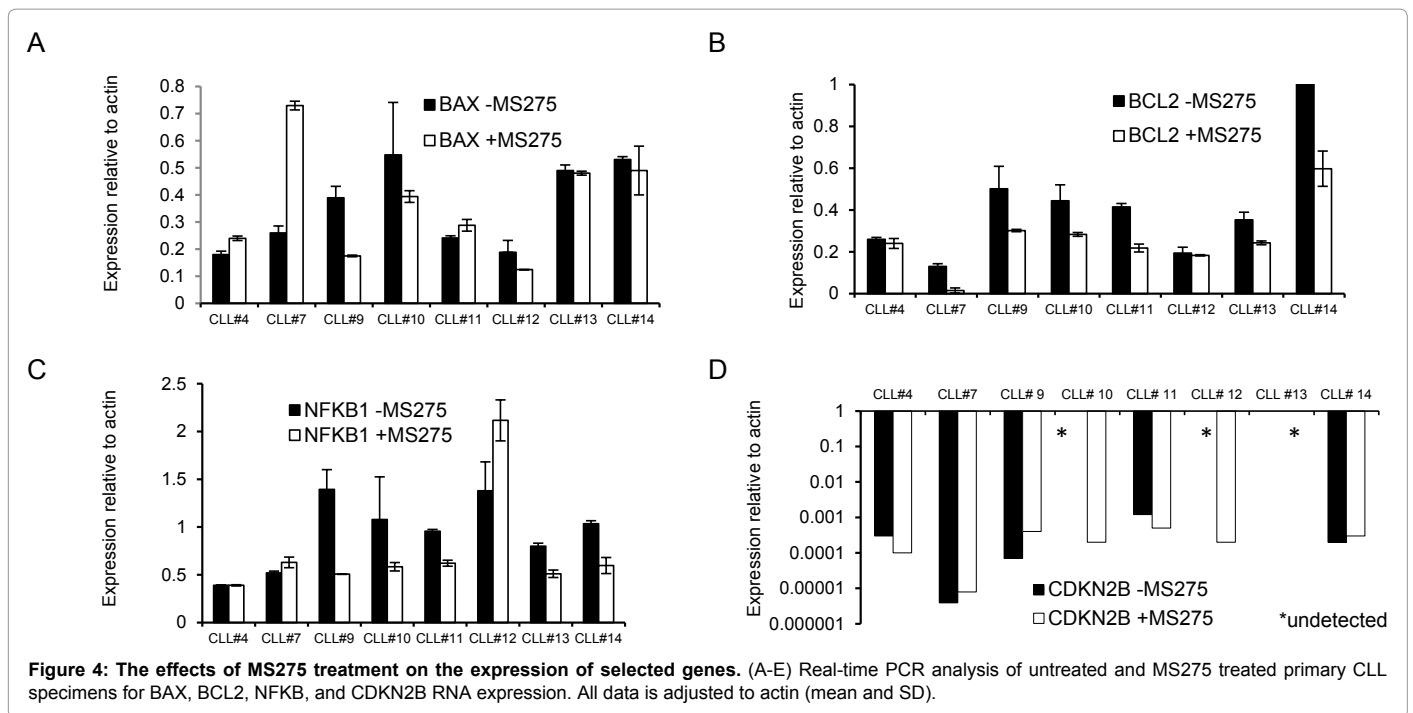 A
Expression relative to actin
0.8
0.7
0.6
0.5
0.4
0.3
0.2
0.1
0
BAX -MS275
BAX +MS275
CLL#4 CLL#7 CLL#9 CLL#10 CLL#11 CLL#12 CLL#13 CLL#14
B
Expression relative to actin
1
0.8
0.6
0.4
0.2
0
BCL2 -MS275
BCL2 +MS275
CLL#4 CLL#7 CLL#9 CLL#10 CLL#11 CLL#12 CLL#13 CLL#14
C
Expression relative to actin
2.5
2
1.5
1
0.5
0
NFKB1 -MS275
NFKB1 +MS275
CLL#4 CLL#7 CLL#9 CLL#10 CLL#11 CLL#12 CLL#13 CLL#14
D
CLL#4 CLL#7 CLL# 9 CLL# 10 CLL# 11 CLL# 12 CLL #13 CLL# 14
Expression relative to actin
1
0.1
0.01
0.001
0.0001
0.00001
0.000001
* * *
CDKN2B -MS275
CDKN2B +MS275
*undetected
Figure 4: The effects of MS275 treatment on the expression of selected genes. (A-E) Real-time PCR analysis of untreated and MS275 treated primary CLL
specimens for BAX, BCL2, NFKB, and CDKN2B RNA expression. All data is adjusted to actin (mean and SD).